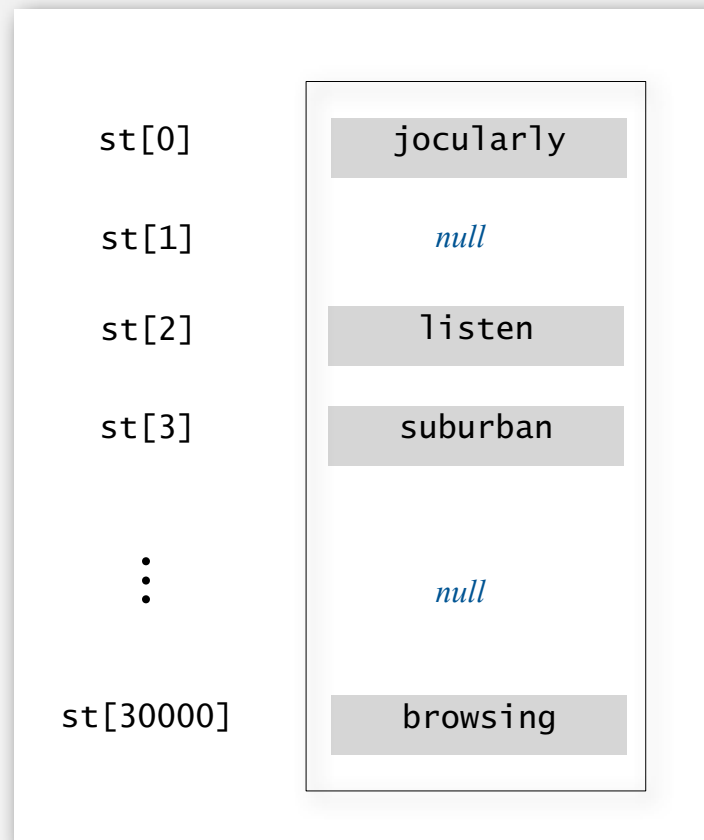 st[0] jocularly
st[1] null
st[2] listen
st[3] suburban
⋮ null
st[30000] browsing